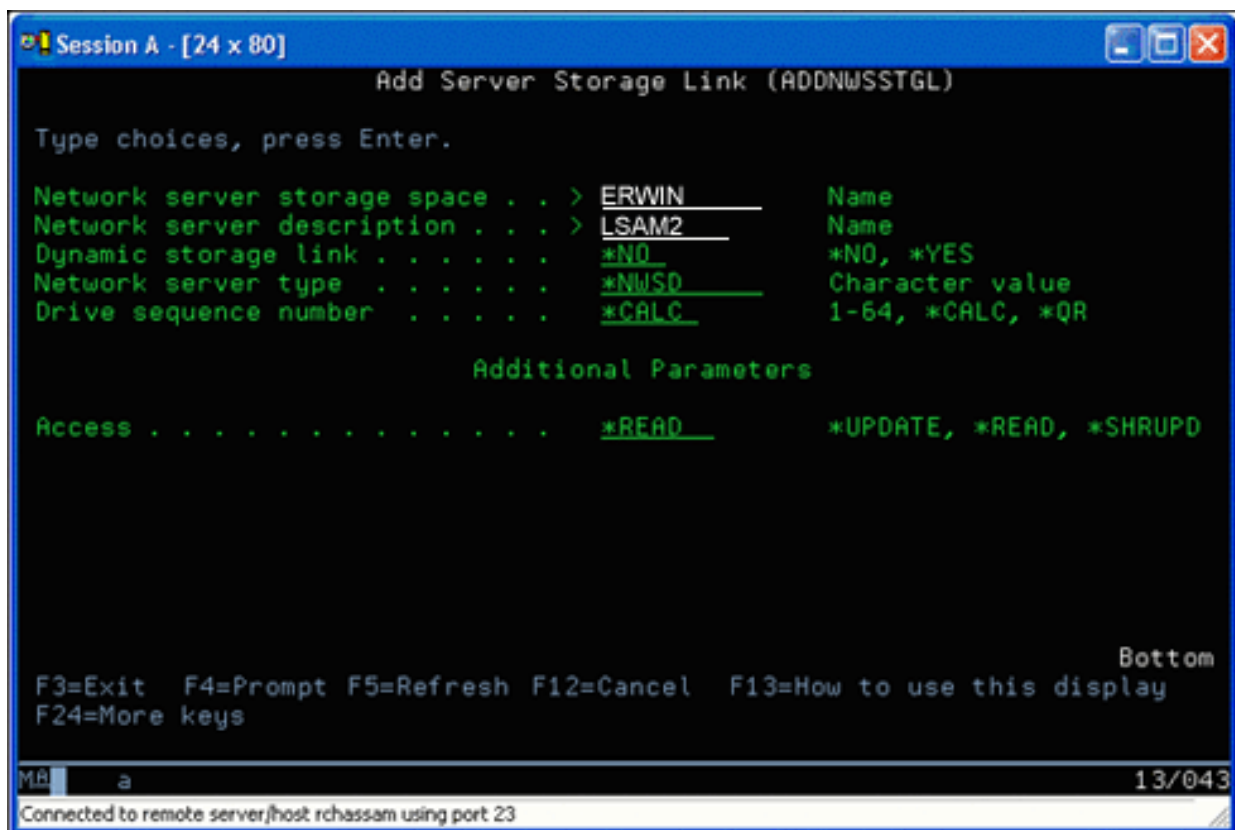 Session A - [24 x 80]
Add Server Storage Link (ADDNWSSTGL)
Type choices, press Enter.
Network server storage space . . > ERWIN Name
Network server description . . . > LSAM2 Name
Dynamic storage link . . . . . . *NO *NO, *YES
Network server type . . . . . . *NWSD Character value
Drive sequence number . . . . . *CALC 1-64, *CALC, *QR
Additional Parameters
Access . . . . . . . . . . . . . *READ *UPDATE, *READ, *SHRUPD
Bottom
F3=Exit F4=Prompt F5=Refresh F12=Cancel F13=How to use this display
F24=More keys
MA a 13/043
Connected to remote server/host rchassam using port 23